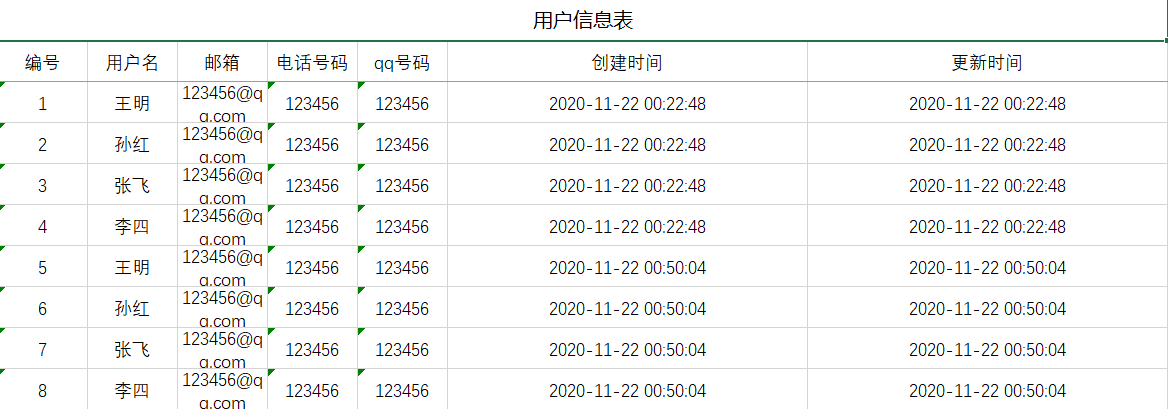 用户信息表
编号 用户名 邮箱 电话号码 qq号码 创建时间 更新时间
1 王明 123456@qq.com 123456 123456 2020-11-22 00:22:48 2020-11-22 00:22:48
2 孙红 123456@qq.com 123456 123456 2020-11-22 00:22:48 2020-11-22 00:22:48
3 张飞 123456@qq.com 123456 123456 2020-11-22 00:22:48 2020-11-22 00:22:48
4 李四 123456@qq.com 123456 123456 2020-11-22 00:22:48 2020-11-22 00:22:48
5 王明 123456@qq.com 123456 123456 2020-11-22 00:50:04 2020-11-22 00:50:04
6 孙红 123456@qq.com 123456 123456 2020-11-22 00:50:04 2020-11-22 00:50:04
7 张飞 123456@qq.com 123456 123456 2020-11-22 00:50:04 2020-11-22 00:50:04
8 李四 123456@qq.com 123456 123456 2020-11-22 00:50:04 2020-11-22 00:50:04